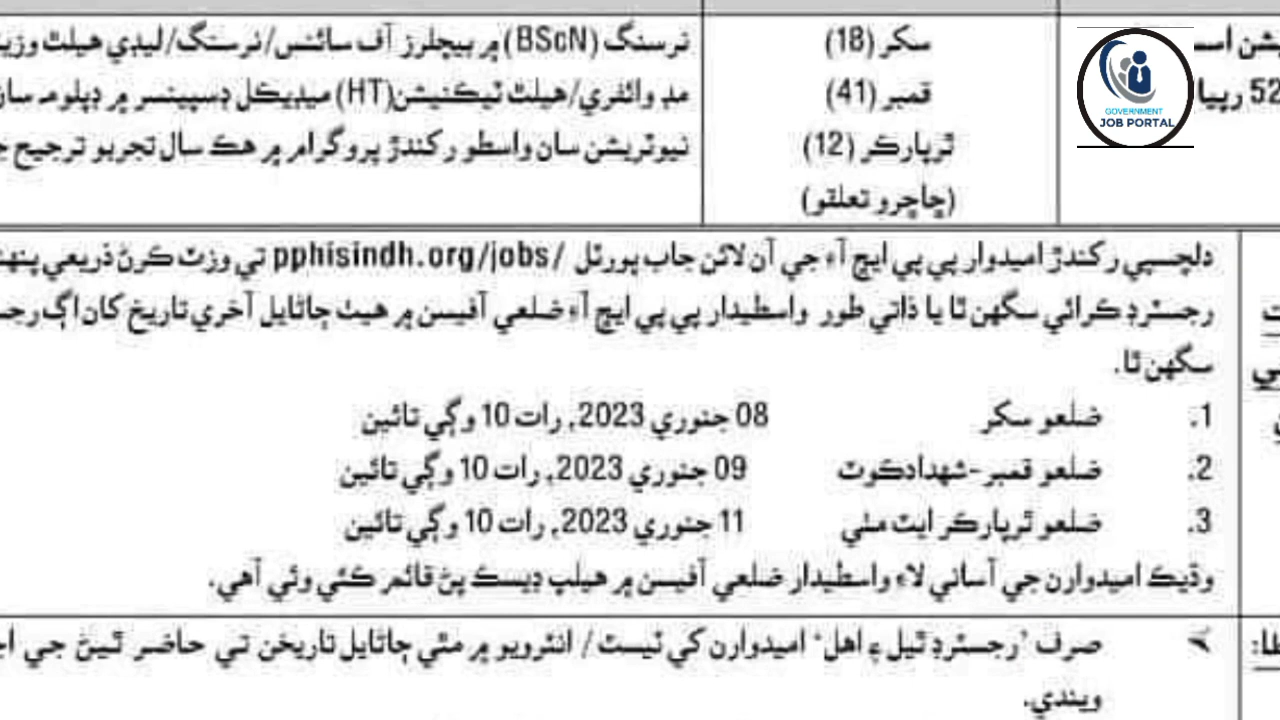 سکر (18)
قمبر (41)
ٿرپارڪر (12)
(ڇاڇرو تعلقو)
نرسنگ (BScN) ۾ بيچلرز آف سائنس/نرسنگ/ليڊي هيلٿ
مڊ وائفري/هيلٿ ٽيڪنيشن (HT) ميڊيڪل ڊسپينسر ۾ ڊپلومہ سان
نيوٽريشن سان واسطو رکندڙ پروگرام ۾ هڪ سال تجربو ترجيح
52 رپيا
GOVERNMENT
JOB PORTAL
دلچسپي رکندڙ اميدوار پي پي ايڇ آءِ جي آن لائن جاب پورٽل pphisindh.org/jobs/ تي وزٽ ڪرڻ ذريعي
رجسٽرڊ ڪرائي سگهن ٿا يا ذاتي طور واسطيدار پي پي ايڇ آءِ ضلعي آفيسن ۾ هيٺ ڄاڻايل آخري تاريخ کان اڳ
سگهن ٿا.
1. ضلعو سکر 08 جنوري 2023, رات 10 وڳي تائين
2. ضلعو قمبر-شهدادڪوٽ 09 جنوري 2023, رات 10 وڳي تائين
3. ضلعو ٿرپارڪر ايٽ مٺي 11 جنوري 2023, رات 10 وڳي تائين
وڌيڪ اميدوارن جي آساني لاءِ واسطيدار ضلعي آفيسن ۾ هيلپ ڊيسڪ پڻ قائم ڪئي وئي آهي.
صرف ’رجسٽرڊ ٿيل ۽ اهل‘ اميدوارن کي ٽيسٽ / انٽرويو ۾ مٿي ڄاڻايل تاريخن تي حاضر ٿيڻ جي
ويندي.